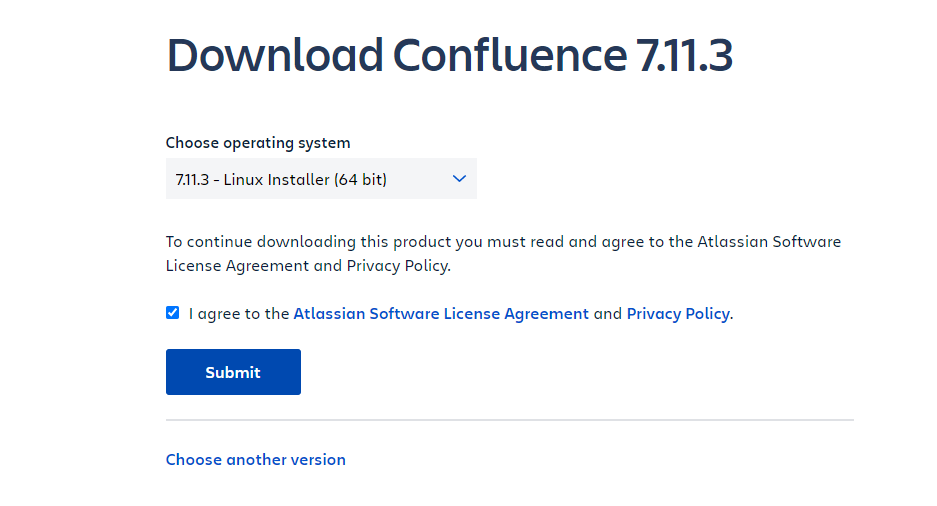 Download Confluence 7.11.3
Choose operating system
7.11.3 - Linux Installer (64 bit)
To continue downloading this product you must read and agree to the Atlassian Software
License Agreement and Privacy Policy.
I agree to the Atlassian Software License Agreement and Privacy Policy.
Submit
Choose another version